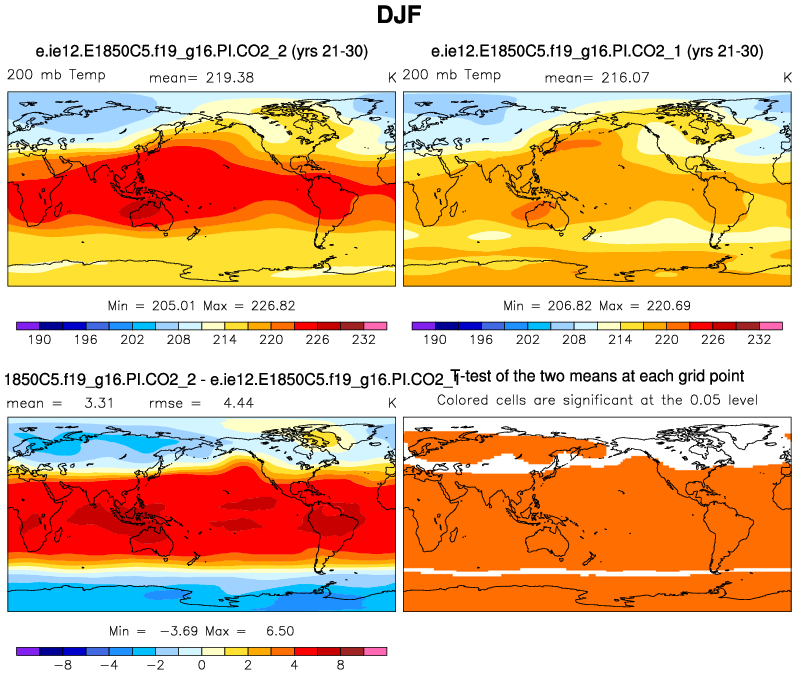 DJF
e.ie12.E1850C5.f19_g16.PI.CO2_2 (yrs 21-30)
200 mb Temp mean= 219.38 K
Min = 205.01 Max = 226.82
190 196 202 208 214 220 226 232
e.ie12.E1850C5.f19_g16.PI.CO2_1 (yrs 21-30)
200 mb Temp mean= 216.07 K
Min = 206.82 Max = 220.69
190 196 202 208 214 220 226 232
1850C5.f19_g16.PI.CO2_2 - e.ie12.E1850C5.f19_g16.PI.CO2_1
mean = 3.31 rmse = 4.44 K
Min = -3.69 Max = 6.50
-8 -4 -2 0 2 4 8
T-test of the two means at each grid point
Colored cells are significant at the 0.05 level